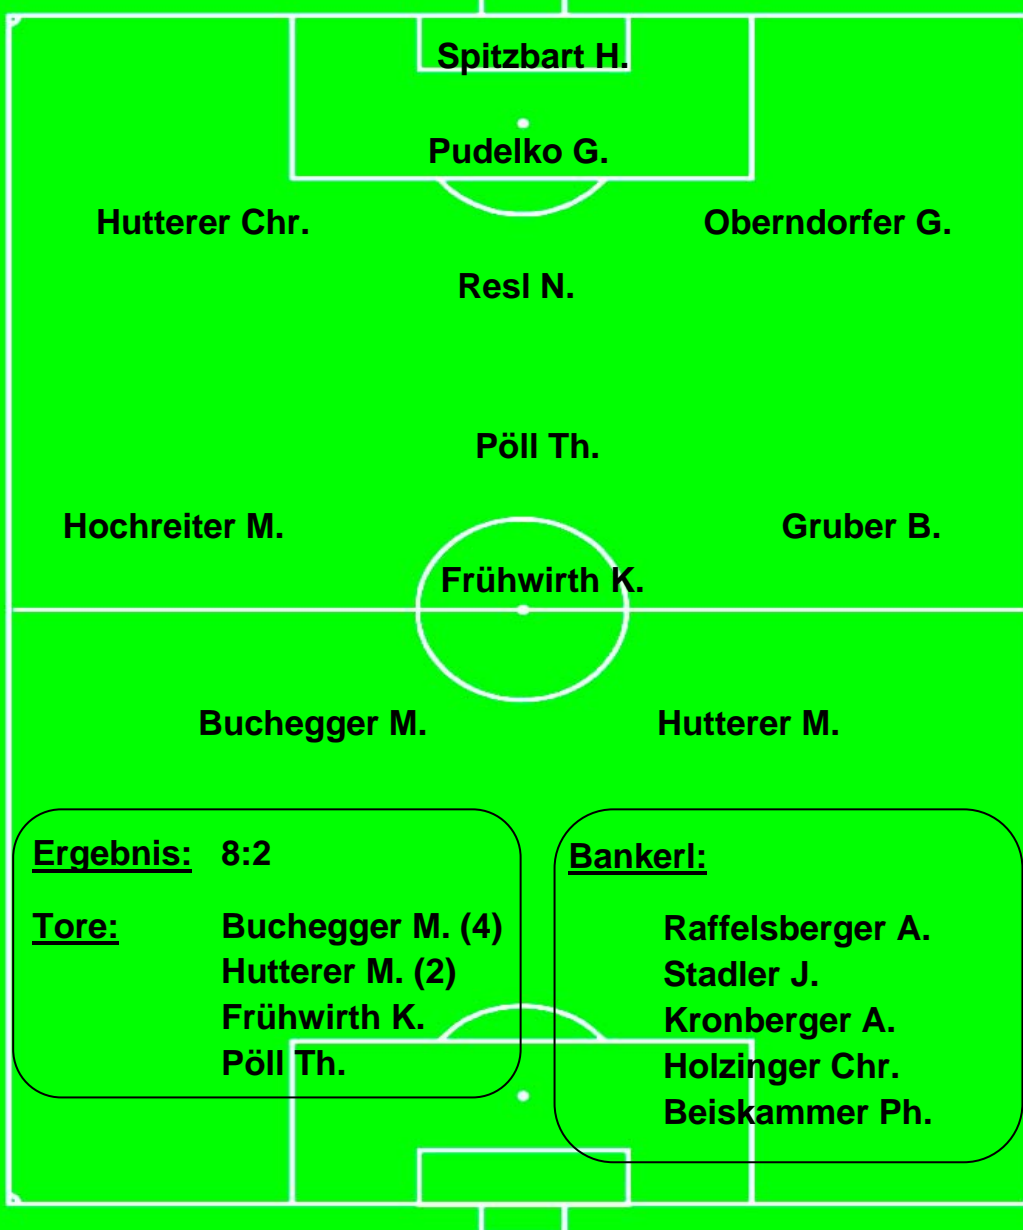 Spitzbart H.
Pudelko G.
Hutterer Chr. Oberndorfer G.
Resl N.
Pöll Th.
Hochreiter M. Gruber B.
Frühwirth K.
Buchegger M. Hutterer M.
Ergebnis: 8:2
Tore: Buchegger M. (4)
Hutterer M. (2)
Frühwirth K.
Pöll Th.
Bankerl:
Raffelsberger A.
Stadler J.
Kronberger A.
Holzinger Chr.
Beiskammer Ph.